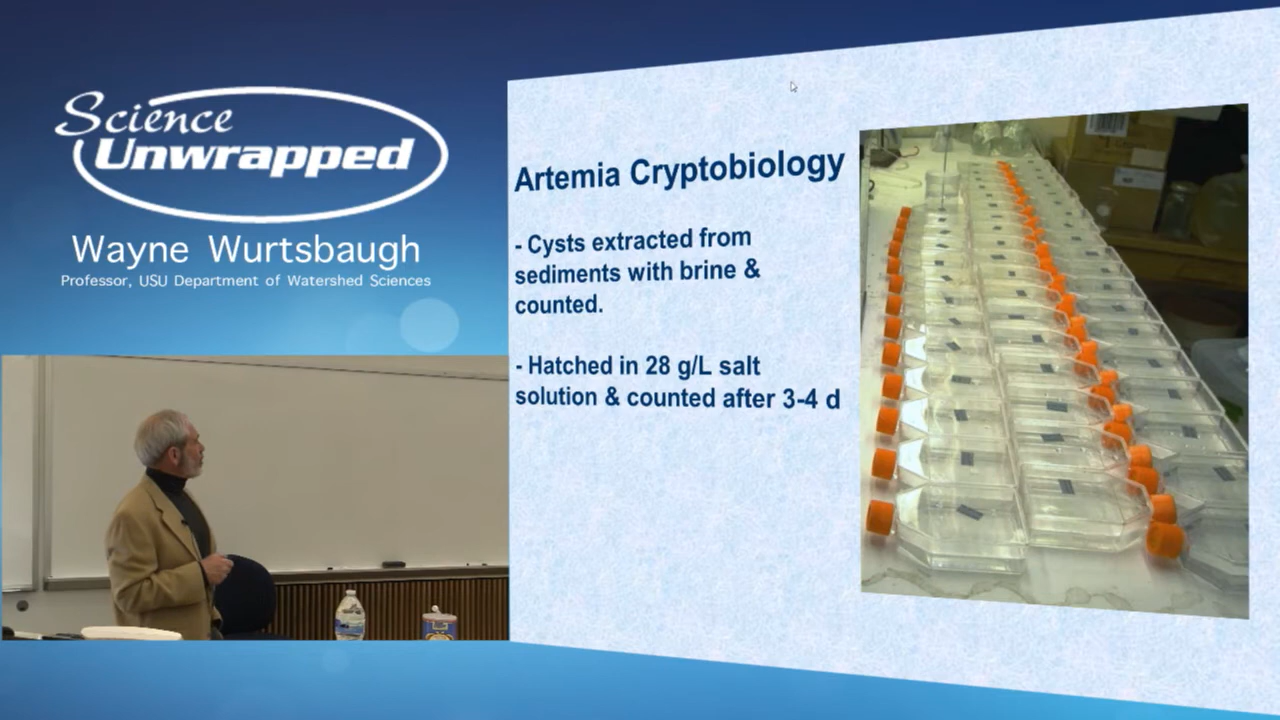 Science
Unwrapped
Wayne Wurtsbaugh
Professor, USU Department of Watershed Sciences
Artemia Cryptobiology
- Cysts extracted from
sediments with brine &
counted.
- Hatched in 28 g/L salt
solution & counted after 3-4 d